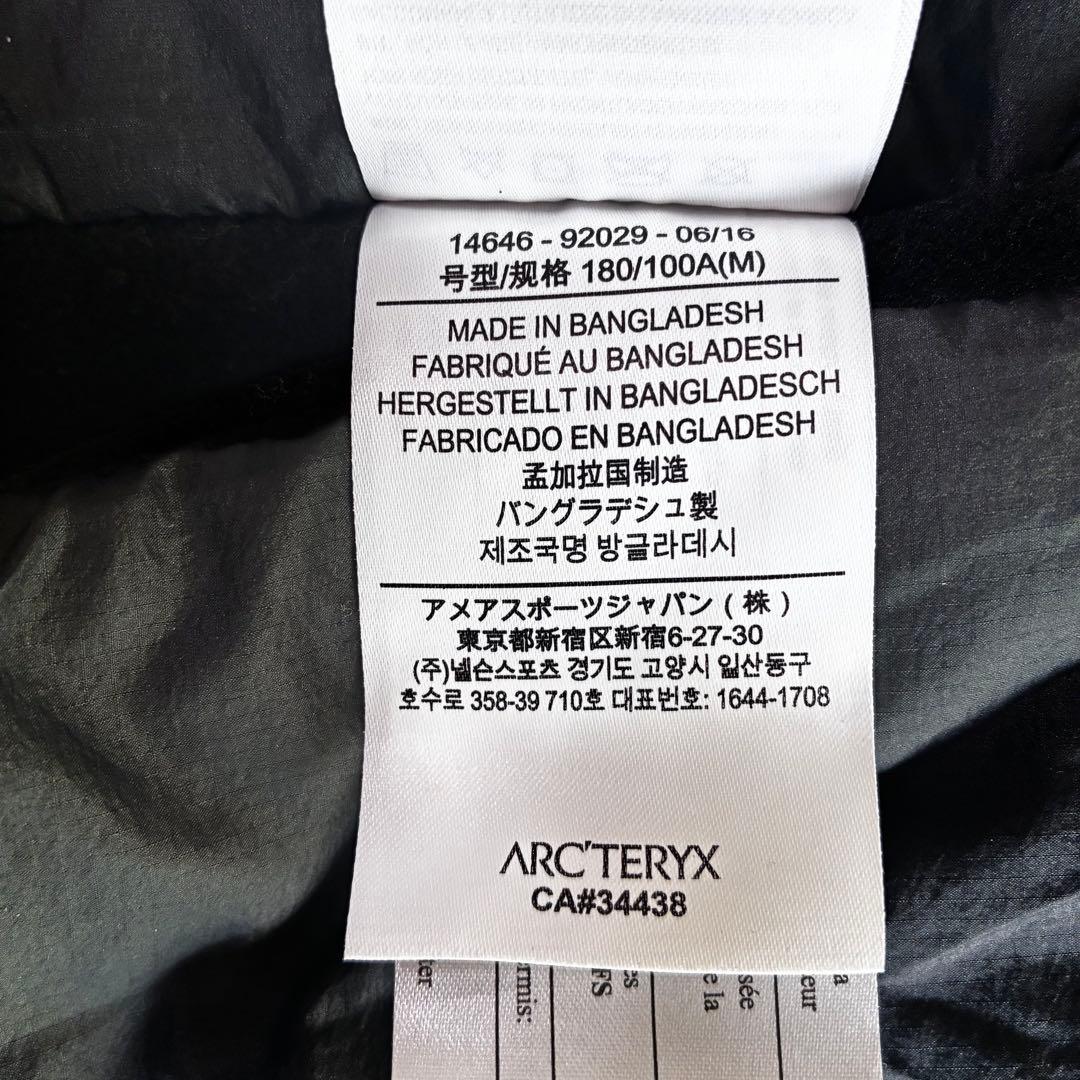 14646 - 92029 - 06/16
号型/规格 180/100A(M)
MADE IN BANGLADESH
FABRIQUÉ AU BANGLADESH
HERGESTELLT IN BANGLADESCH
FABRICADO EN BANGLADESH
孟加拉国制造
バングラデシュ製
제조국명 방글라데시
アメアスポーツジャパン ( 株 )
東京都新宿区新宿6-27-30
(주)넬슨스포츠 경기도 고양시 일산동구
호수로 358-39 710호 대표번호: 1644-1708
ARC'TERYX
CA#34438